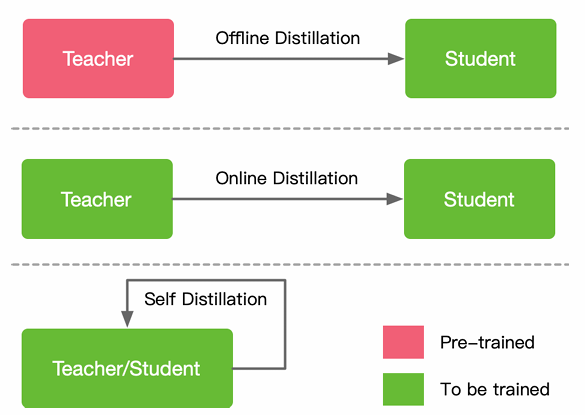 Offline Distillation
Teacher
Student
Online Distillation
Teacher
Student
Self Distillation
Teacher/Student
Pre-trained
To be trained